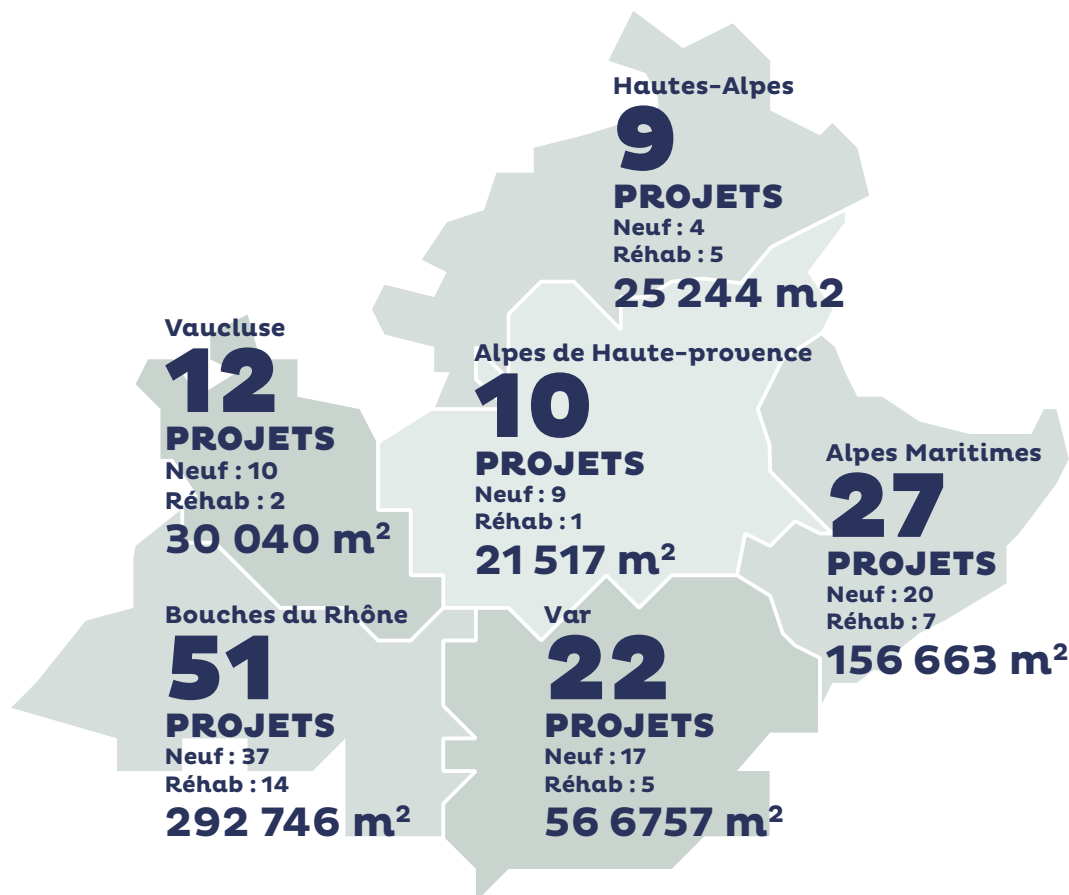 Hautes-Alpes
9
PROJETS
Neuf : 4
Réhab : 5
25 244 m2
Vaucluse
12
PROJETS
Neuf : 10
Réhab : 2
30 040 m²
Alpes de Haute-provence
10
PROJETS
Neuf : 9
Réhab : 1
21 517 m²
Alpes Maritimes
27
PROJETS
Neuf : 20
Réhab : 7
156 663 m²
Bouches du Rhône
51
PROJETS
Neuf : 37
Réhab : 14
292 746 m²
Var
22
PROJETS
Neuf : 17
Réhab : 5
56 6757 m²